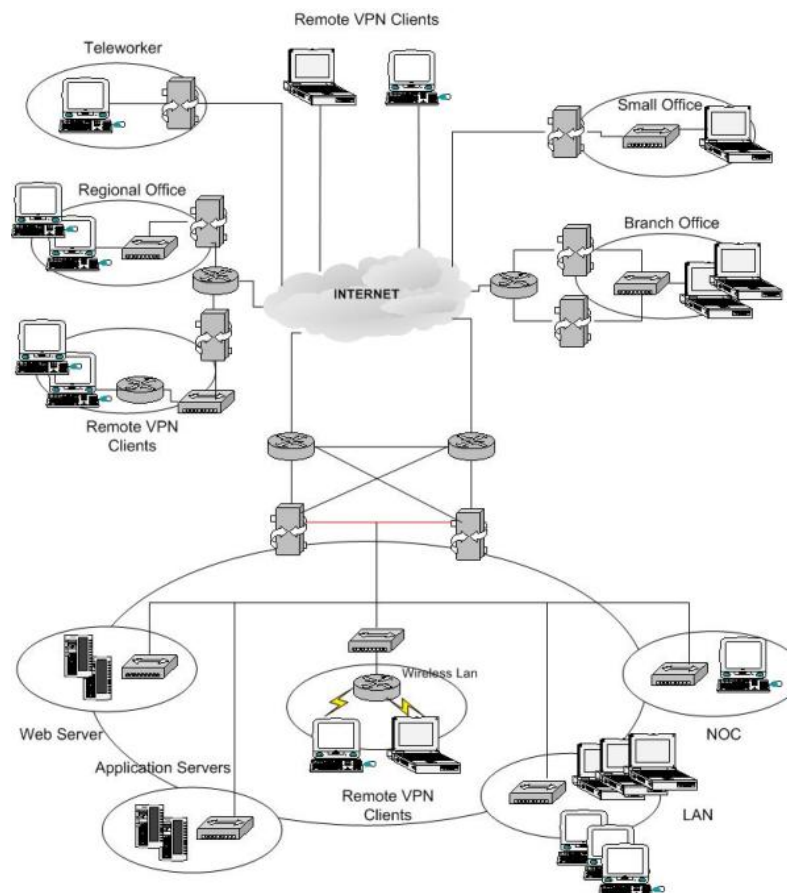 Remote VPN Clients
Teleworker
Small Office
Regional Office
Branch Office
INTERNET
Remote VPN
Clients
Wireless Lan
Web Server
NOC
Application Servers
Remote VPN
Clients
LAN